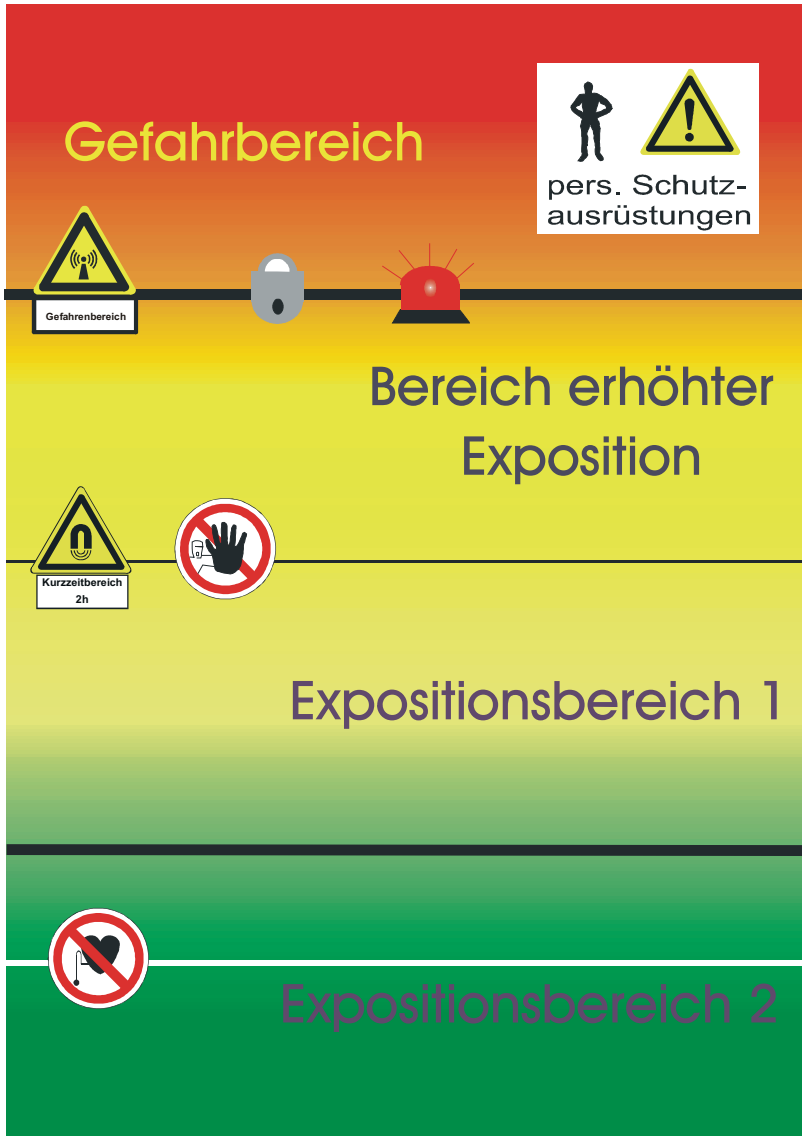 Gefahrbereich
pers. Schutz-
ausrüstungen
Gefahrenbereich
Bereich erhöhter
Exposition
Kurzzeitbereich
2h
Expositionsbereich 1
Expositionsbereich 2